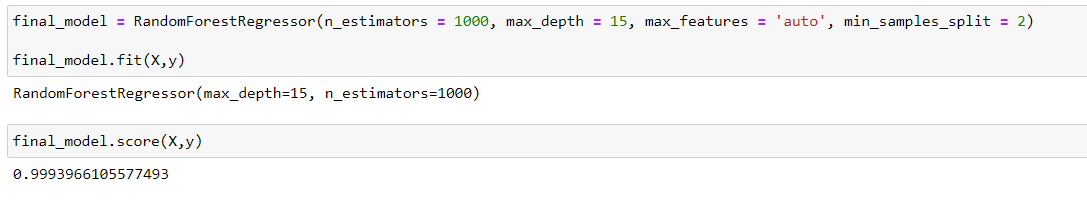 final_model = RandomForestRegressor(n_estimators = 1000, max_depth = 15, max_features = 'auto', min_samples_split = 2)
final_model.fit(X,y)
RandomForestRegressor(max_depth=15, n_estimators=1000)
final_model.score(X,y)
0.9993966105577493